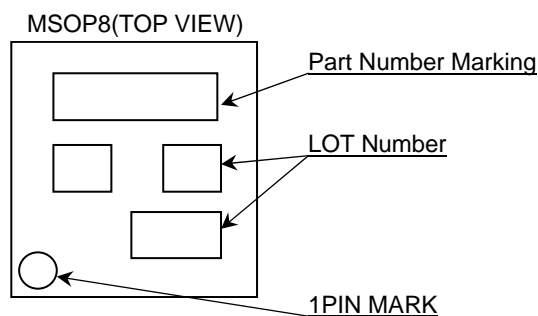 MSOP8(TOP VIEW)
Part Number Marking
LOT Number
1PIN MARK